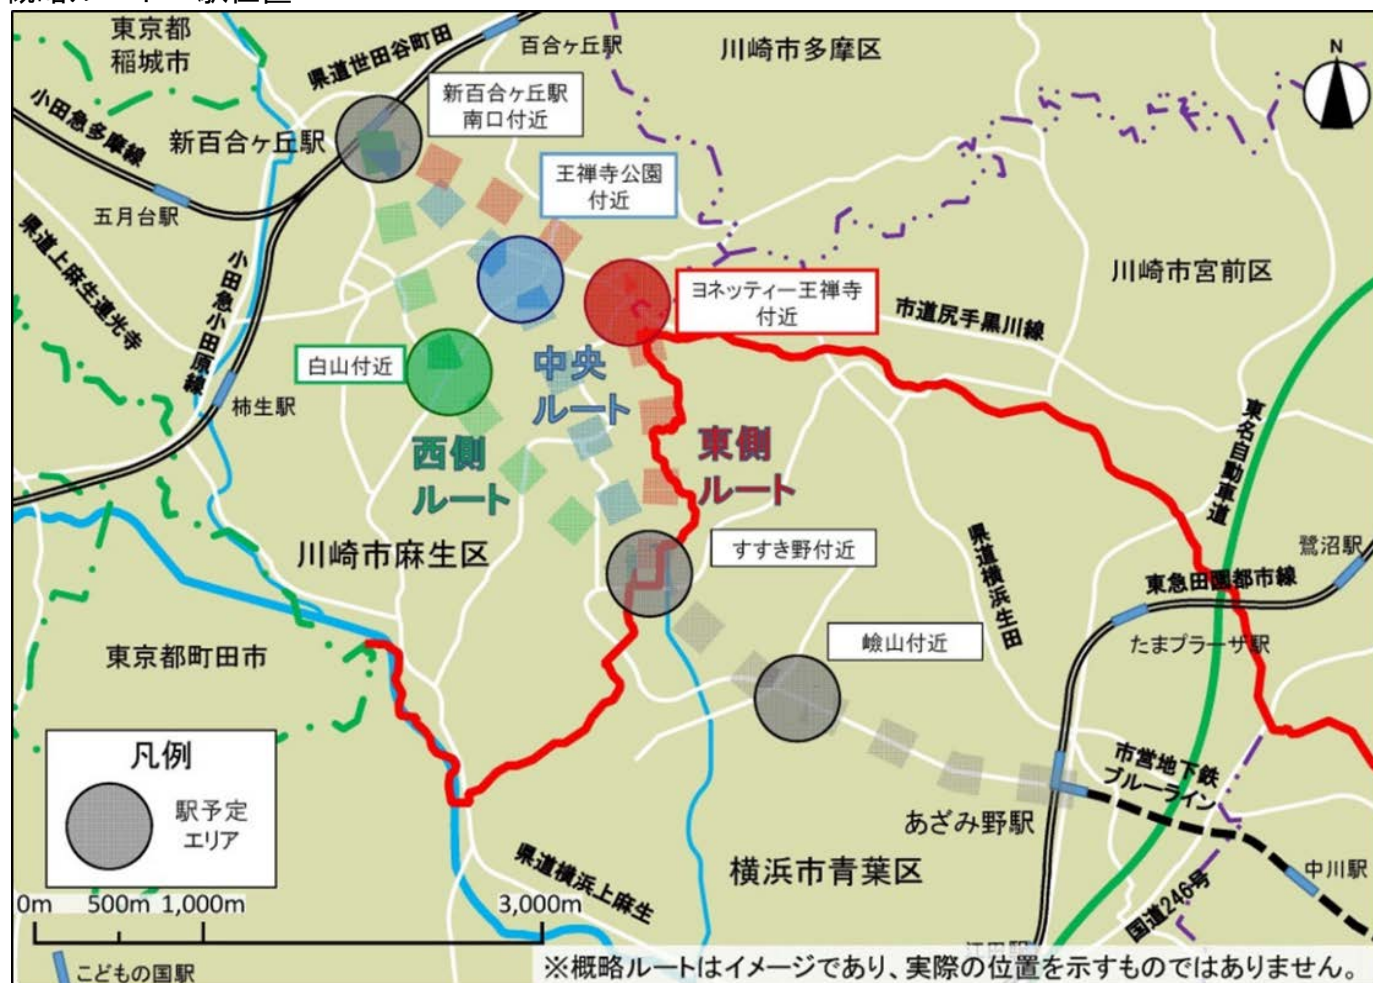 東京都
稲城市
県道世田谷町田
百合ヶ丘駅
川崎市多摩区
N
小田急多摩線
新百合ヶ丘駅
新百合ヶ丘駅
南口付近
王禅寺公園
付近
五月台駅
県道上麻生連光寺
小田急小田原線
川崎市宮前区
ヨネッティー王禅寺
付近
市道尻手黒川線
白山付近
中央
ルート
柿生駅
西側
ルート
東側
ルート
東名自動車道
川崎市麻生区
すすき野付近
県道横浜生田
鷺沼駅
東急田園都市線
たまプラーザ駅
嶮山付近
東京都町田市
凡例
駅予定
エリア
市営地下鉄
ブルーライン
あざみ野駅
横浜市青葉区
中川駅
県道横浜上麻生
国道246号
0m 500m 1,000m 3,000m
江田駅
こどもの国駅
※概略ルートはイメージであり、実際の位置を示すものではありません。